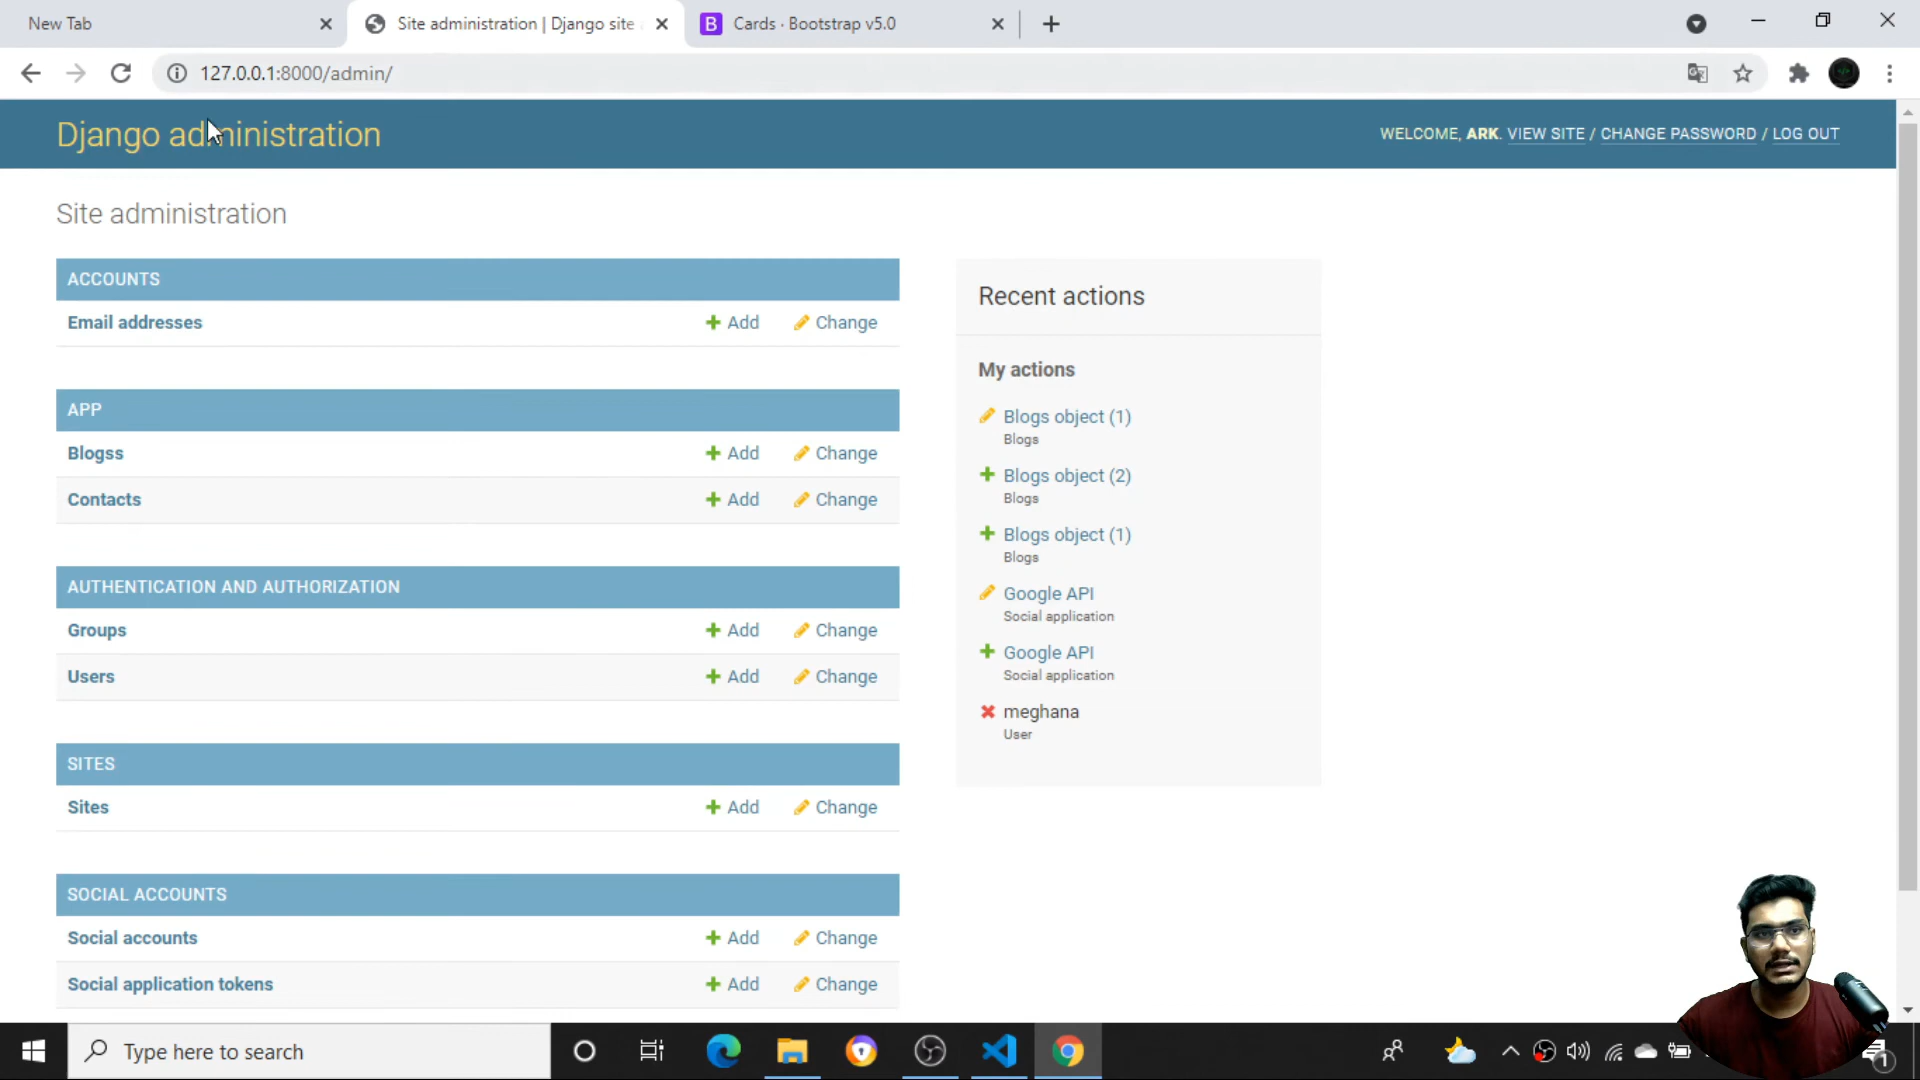 New Tab
Site administration | Django site
B Cards · Bootstrap v5.0
127.0.0.1:8000/admin/
Django administration
WELCOME, ARK. VIEW SITE / CHANGE PASSWORD / LOG OUT
Site administration
ACCOUNTS
Email addresses Add Change
APP
Blogss Add Change
Contacts Add Change
AUTHENTICATION AND AUTHORIZATION
Groups Add Change
Users Add Change
SITES
Sites Add Change
SOCIAL ACCOUNTS
Social accounts Add Change
Social application tokens Add Change
Recent actions
My actions
Blogs object (1)
Blogs
Blogs object (2)
Blogs
Blogs object (1)
Blogs
Google API
Social application
Google API
Social application
meghana
User
Type here to search
1